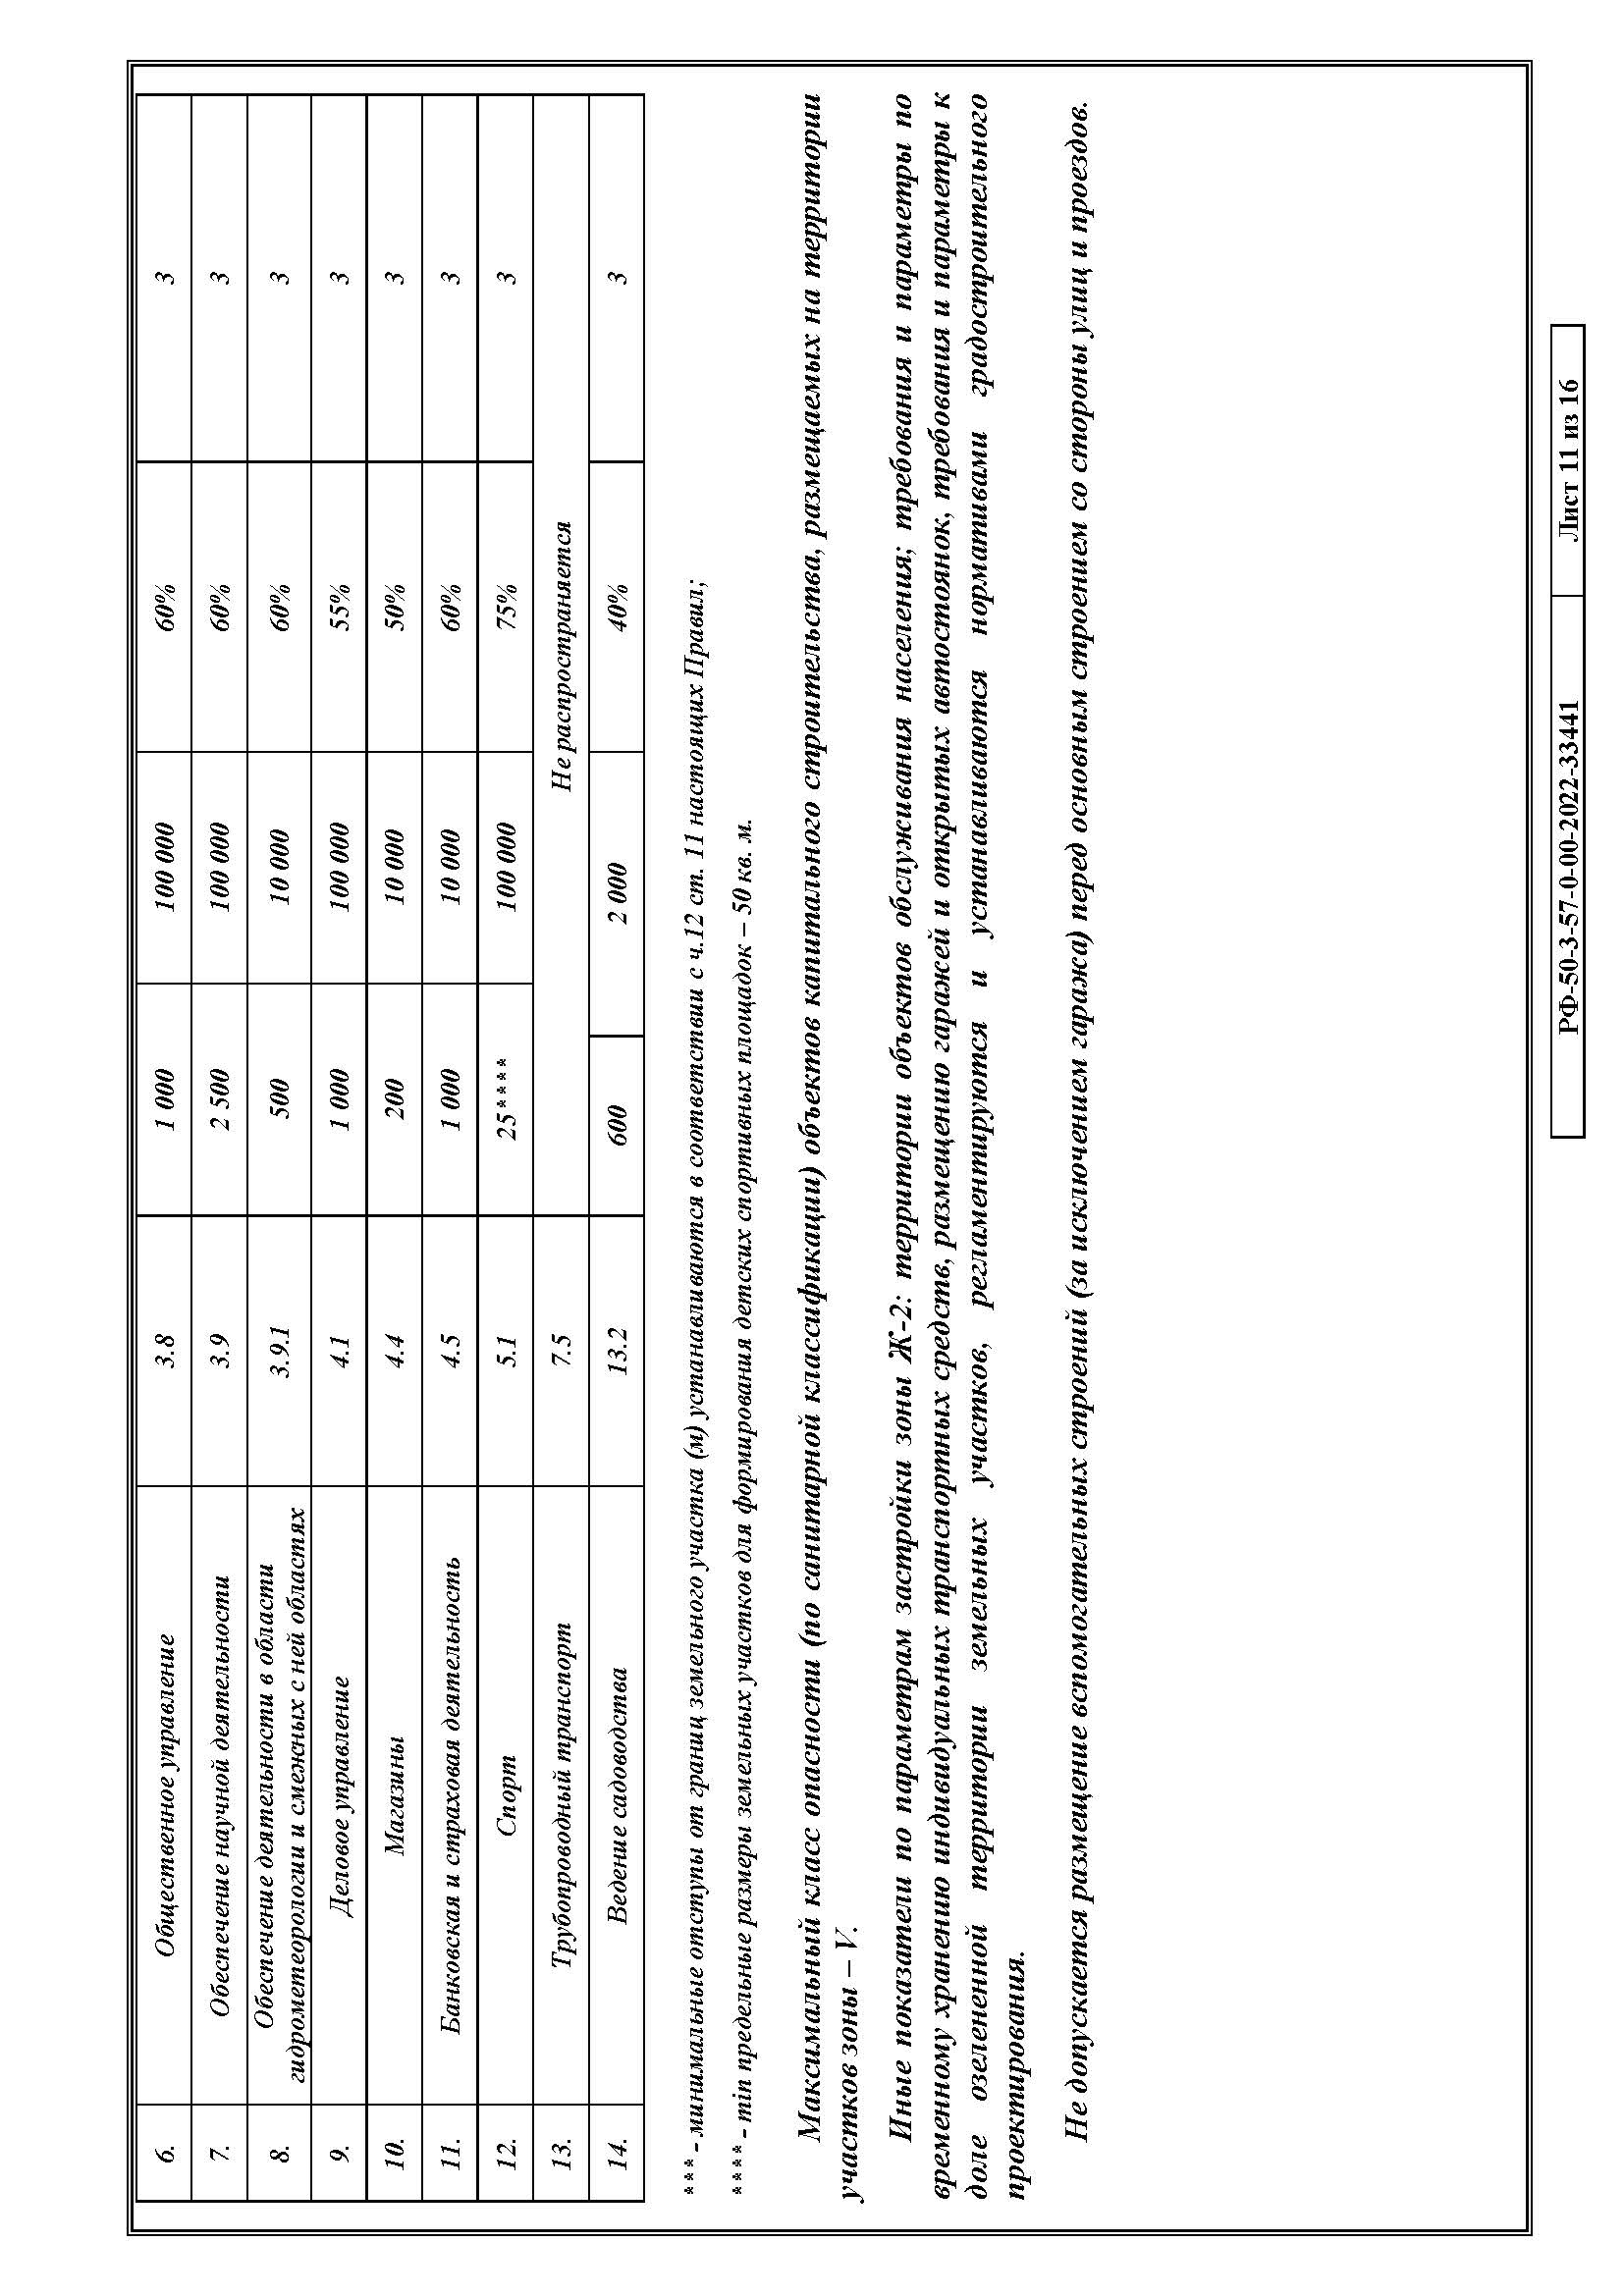 6. Общественное управление 3.8 1 000 100 000 60% 3
7. Обеспечение научной деятельности 3.9 2 500 100 000 60% 3
8. Обеспечение деятельности в области
гидрометеорологии и смежных с ней областях 3.9.1 500 10 000 60% 3
9. Деловое управление 4.1 1 000 100 000 55% 3
10. Магазины 4.4 200 10 000 50% 3
11. Банковская и страховая деятельность 4.5 1 000 10 000 60% 3
12. Спорт 5.1 25**** 100 000 75% 3
13. Трубопроводный транспорт 7.5 Не распространяется
14. Ведение садоводства 13.2 600 2 000 40% 3
*** - минимальные отступы от границ земельного участка (м) устанавливаются в соответствии с ч.12 ст. 11 настоящих Правил;
**** - min предельные размеры земельных участков для формирования детских спортивных площадок – 50 кв. м.
Максимальный класс опасности (по санитарной классификации) объектов капитального строительства, размещаемых на территории
участков зоны – V.
Иные показатели по параметрам застройки зоны Ж-2: территории объектов обслуживания населения; требования и параметры по
временному хранению индивидуальных транспортных средств, размещению гаражей и открытых автостоянок, требования и параметры к
доле озелененной территории земельных участков, регламентируются и устанавливаются нормативами градостроительного
проектирования.
Не допускается размещение вспомогательных строений (за исключением гаража) перед основным строением со стороны улиц и проездов.
РФ-50-3-57-0-00-2022-33441 Лист 11 из 16